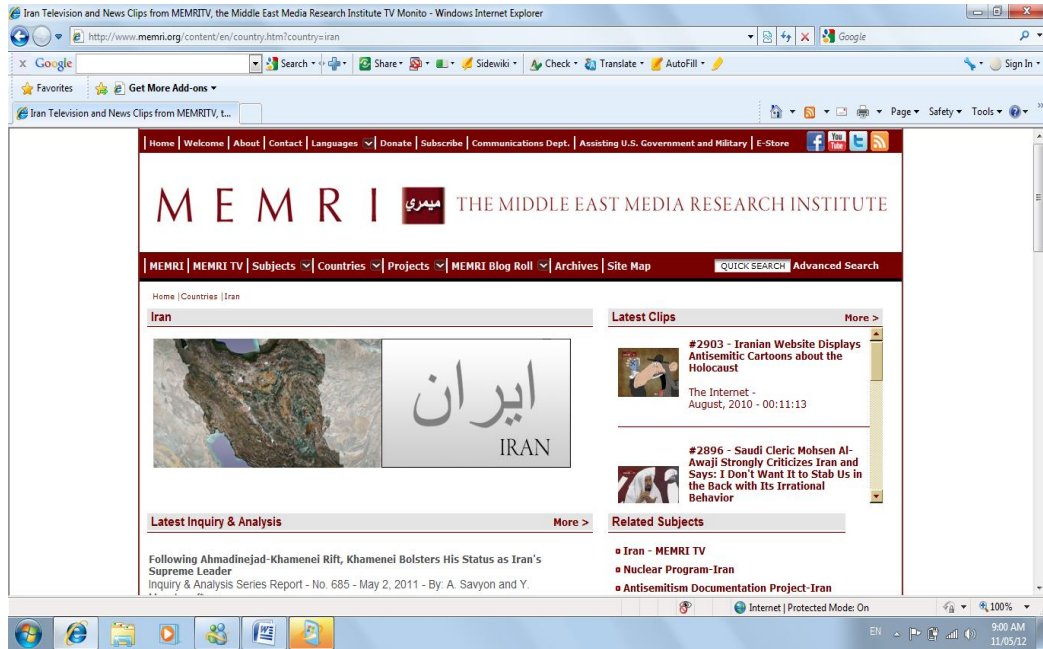 Iran Television and News Clips from MEMRITV, the Middle East Media Research Institute TV Monito - Windows Internet Explorer
http://www.memri.org/content/en/country.htm?country=iran
Google
x Google Search Share Sidewiki Check Translate AutoFill Sign In
Favorites Get More Add-ons
Iran Television and News Clips from MEMRITV, t... Page Safety Tools
Home | Welcome | About | Contact | Languages Donate | Subscribe | Communications Dept. | Assisting U.S. Government and Military | E-Store You Tube
MEMRI ميمري THE MIDDLE EAST MEDIA RESEARCH INSTITUTE
MEMRI | MEMRI TV | Subjects Countries Projects MEMRI Blog Roll Archives | Site Map QUICK SEARCH Advanced Search
Home |Countries |Iran
Iran
ايران
IRAN
Latest Clips More >
#2903 - Iranian Website Displays
Antisemitic Cartoons about the
Holocaust
The Internet -
August, 2010 - 00:11:13
#2896 - Saudi Cleric Mohsen Al-
Awaji Strongly Criticizes Iran and
Says: I Don't Want It to Stab Us in
the Back with Its Irrational
Behavior
Latest Inquiry & Analysis More >
Following Ahmadinejad-Khamenei Rift, Khamenei Bolsters His Status as Iran's
Supreme Leader
Inquiry & Analysis Series Report - No. 685 - May 2, 2011 - By: A. Savyon and Y.
Related Subjects
Iran - MEMRI TV
Nuclear Program-Iran
Antisemitism Documentation Project-Iran
Internet | Protected Mode: On 100%
EN 9:00 AM
11/05/12